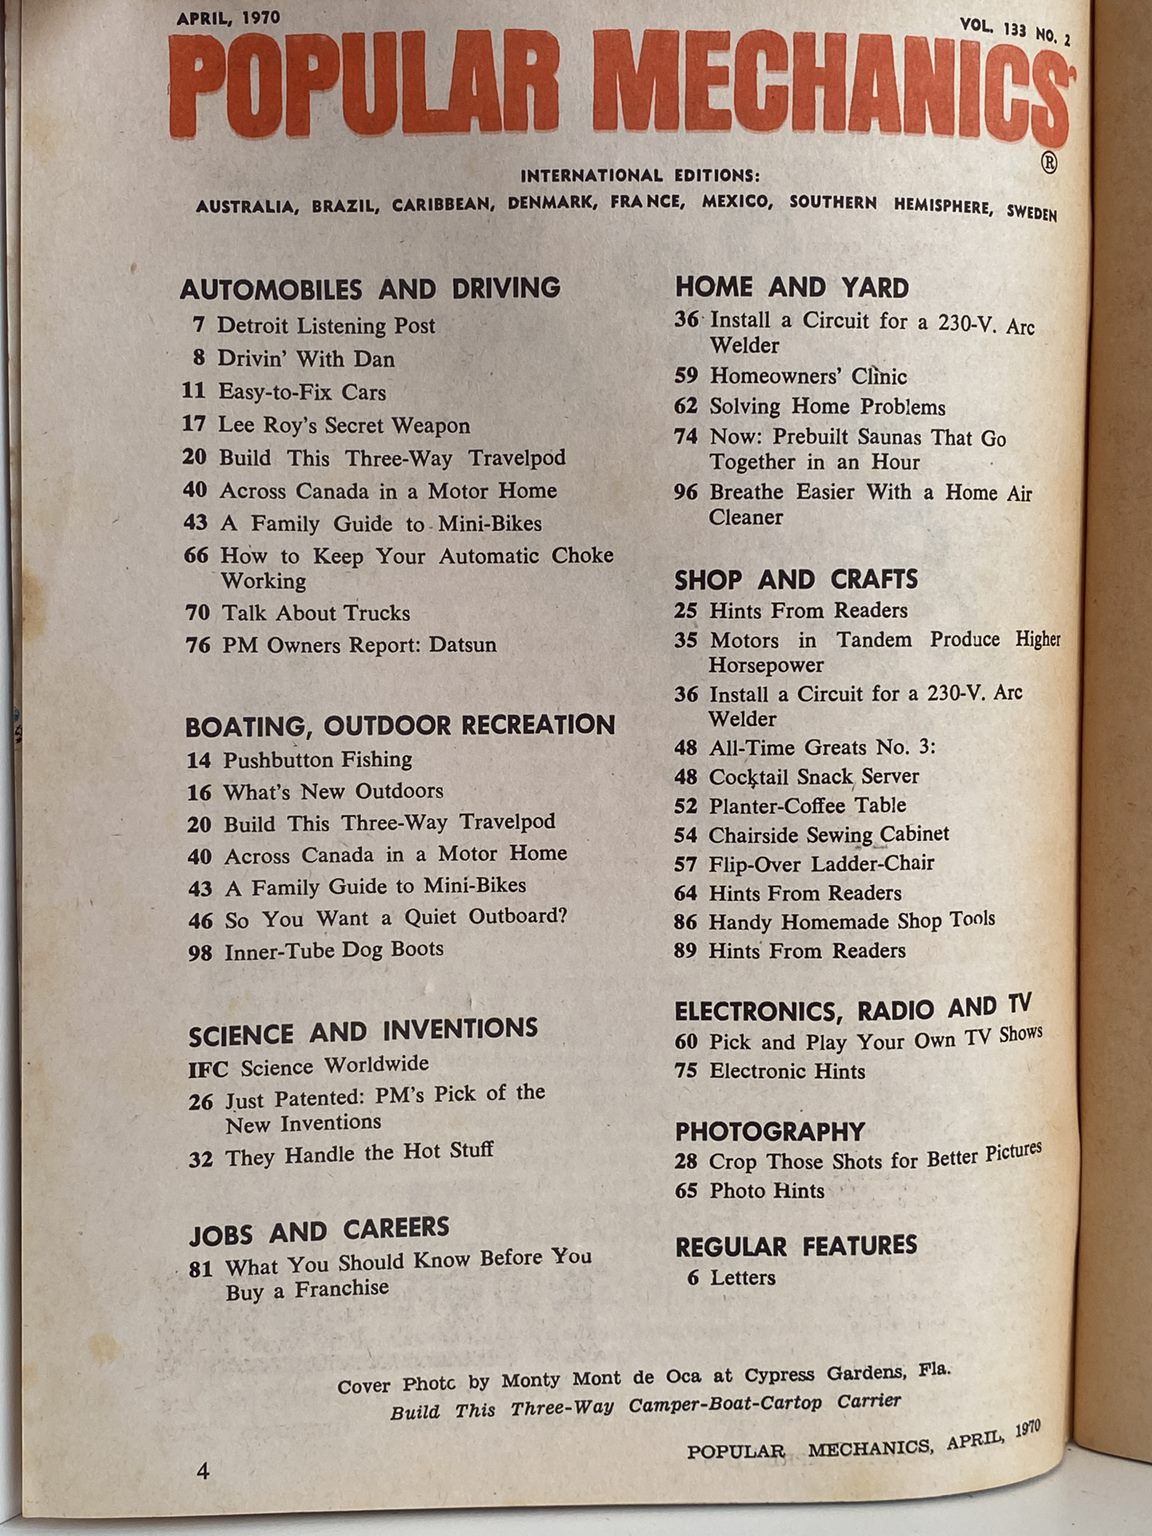 APRIL, 1970
VOL. 133 NO. 2
POPULAR MECHANICS
®
INTERNATIONAL EDITIONS:
AUSTRALIA, BRAZIL, CARIBBEAN, DENMARK, FRANCE, MEXICO, SOUTHERN HEMISPHERE, SWEDEN
AUTOMOBILES AND DRIVING
7 Detroit Listening Post
8 Drivin' With Dan
11 Easy-to-Fix Cars
17 Lee Roy's Secret Weapon
20 Build This Three-Way Travelpod
40 Across Canada in a Motor Home
43 A Family Guide to Mini-Bikes
66 How to Keep Your Automatic Choke
Working
70 Talk About Trucks
76 PM Owners Report: Datsun
BOATING, OUTDOOR RECREATION
14 Pushbutton Fishing
16 What's New Outdoors
20 Build This Three-Way Travelpod
40 Across Canada in a Motor Home
43 A Family Guide to Mini-Bikes
46 So You Want a Quiet Outboard?
98 Inner-Tube Dog Boots
SCIENCE AND INVENTIONS
IFC Science Worldwide
26 Just Patented: PM's Pick of the
New Inventions
32 They Handle the Hot Stuff
JOBS AND CAREERS
81 What You Should Know Before You
Buy a Franchise
HOME AND YARD
36 Install a Circuit for a 230-V. Arc
Welder
59 Homeowners' Clinic
62 Solving Home Problems
74 Now: Prebuilt Saunas That Go
Together in an Hour
96 Breathe Easier With a Home Air
Cleaner
SHOP AND CRAFTS
25 Hints From Readers
35 Motors in Tandem Produce Higher
Horsepower
36 Install a Circuit for a 230-V. Arc
Welder
48 All-Time Greats No. 3:
48 Cocktail Snack Server
52 Planter-Coffee Table
54 Chairside Sewing Cabinet
57 Flip-Over Ladder-Chair
64 Hints From Readers
86 Handy Homemade Shop Tools
89 Hints From Readers
ELECTRONICS, RADIO AND TV
60 Pick and Play Your Own TV Shows
75 Electronic Hints
PHOTOGRAPHY
28 Crop Those Shots for Better Pictures
65 Photo Hints
REGULAR FEATURES
6 Letters
Cover Photo by Monty Mont de Oca at Cypress Gardens, Fla.
Build This Three-Way Camper-Boat-Cartop Carrier
POPULAR MECHANICS, APRIL, 1970
4